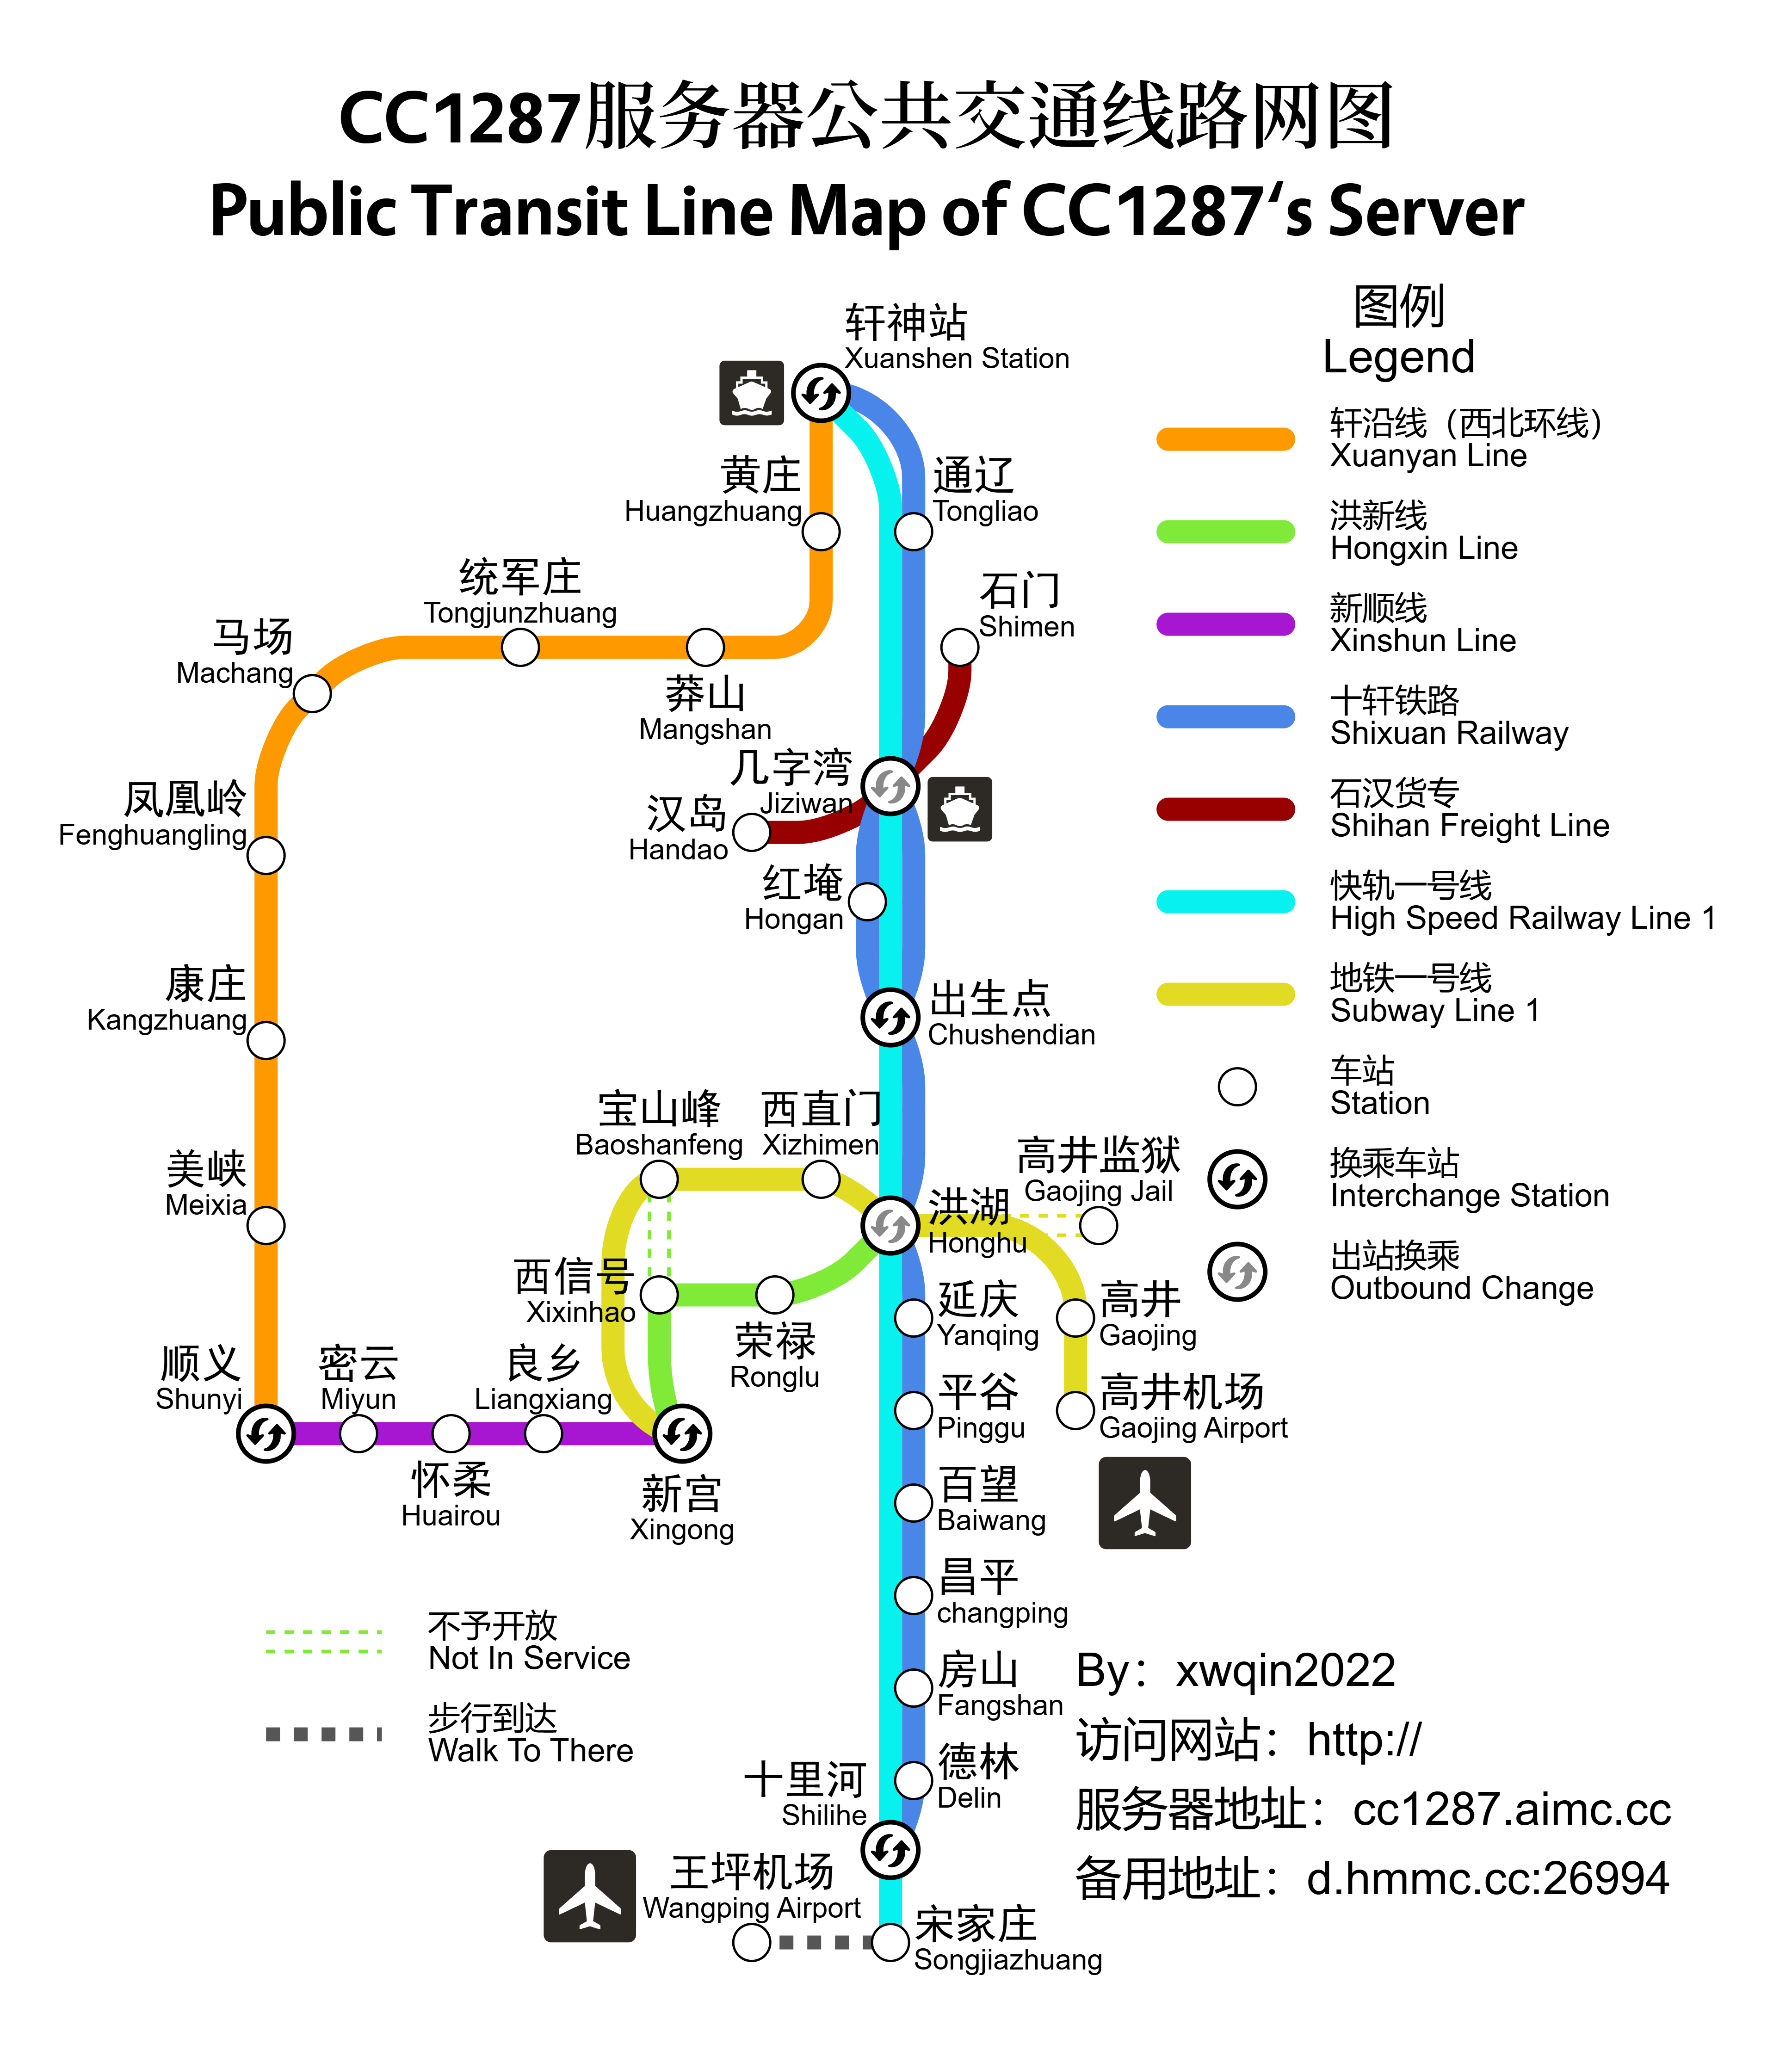 CC1287服务器公共交通线路网图
Public Transit Line Map of CC1287‘s Server
图例
Legend
轩沿线（西北环线）
Xuanyan Line
洪新线
Hongxin Line
新顺线
Xinshun Line
十轩铁路
Shixuan Railway
石汉货专
Shihan Freight Line
快轨一号线
High Speed Railway Line 1
地铁一号线
Subway Line 1
车站
Station
换乘车站
Interchange Station
出站换乘
Outbound Change
轩神站
Xuanshen Station
黄庄
Huangzhuang
通辽
Tongliao
统军庄
Tongjunzhuang
石门
Shimen
马场
Machang
莽山
Mangshan
几字湾
Jiziwan
汉岛
Handao
凤凰岭
Fenghuangling
红埯
Hongan
康庄
Kangzhuang
出生点
Chushendian
宝山峰
Baoshanfeng
西直门
Xizhimen
高井监狱
Gaojing Jail
美峡
Meixia
洪湖
Honghu
西信号
Xixinhao
荣禄
Ronglu
延庆
Yanqing
高井
Gaojing
顺义
Shunyi
密云
Miyun
良乡
Liangxiang
平谷
Pinggu
高井机场
Gaojing Airport
怀柔
Huairou
新宫
Xingong
百望
Baiwang
昌平
changping
房山
Fangshan
德林
Delin
十里河
Shilihe
王坪机场
Wangping Airport
宋家庄
Songjiazhuang
不予开放
Not In Service
步行到达
Walk To There
By：xwqin2022
访问网站：http://
服务器地址：cc1287.aimc.cc
备用地址：d.hmmc.cc:26994